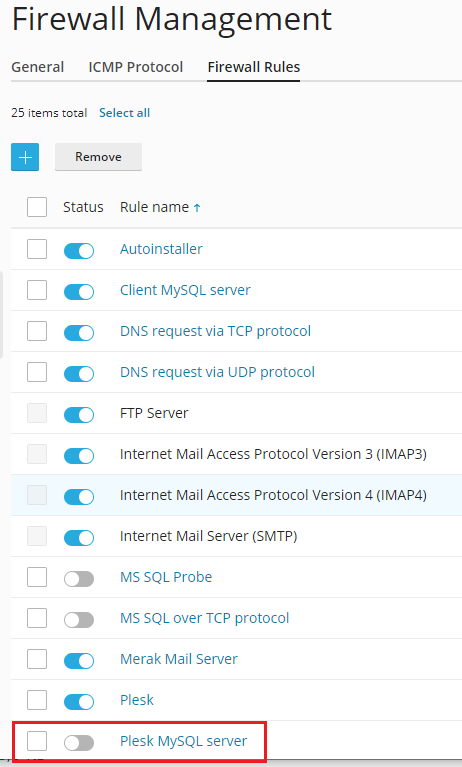 Firewall Management
General ICMP Protocol Firewall Rules
25 items total Select all
+ Remove
Status Rule name ↑
Autoinstaller
Client MySQL server
DNS request via TCP protocol
DNS request via UDP protocol
FTP Server
Internet Mail Access Protocol Version 3 (IMAP3)
Internet Mail Access Protocol Version 4 (IMAP4)
Internet Mail Server (SMTP)
MS SQL Probe
MS SQL over TCP protocol
Merak Mail Server
Plesk
Plesk MySQL server